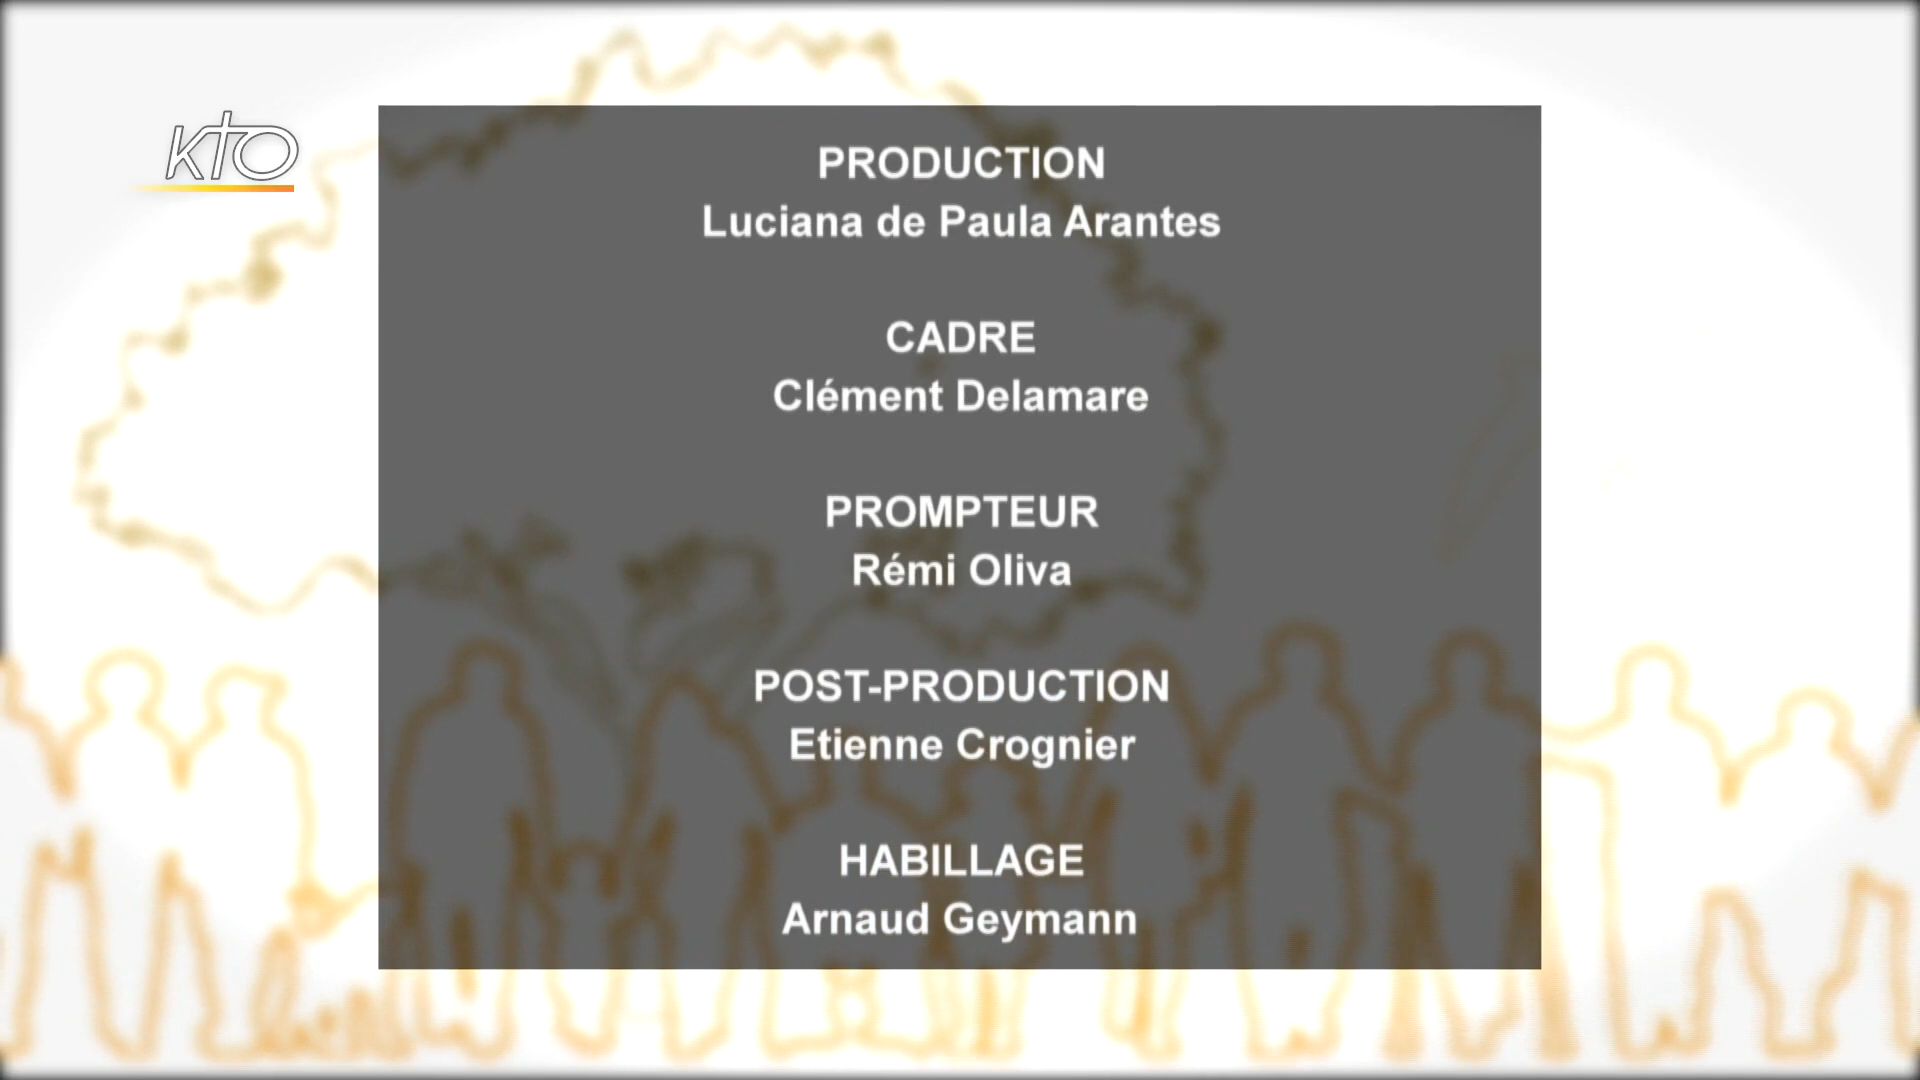 KTO
PRODUCTION
Luciana de Paula Arantes
CADRE
Clément Delamare
PROMPTEUR
Rémi Oliva
POST-PRODUCTION
Etienne Crognier
HABILLAGE
Arnaud Geymann